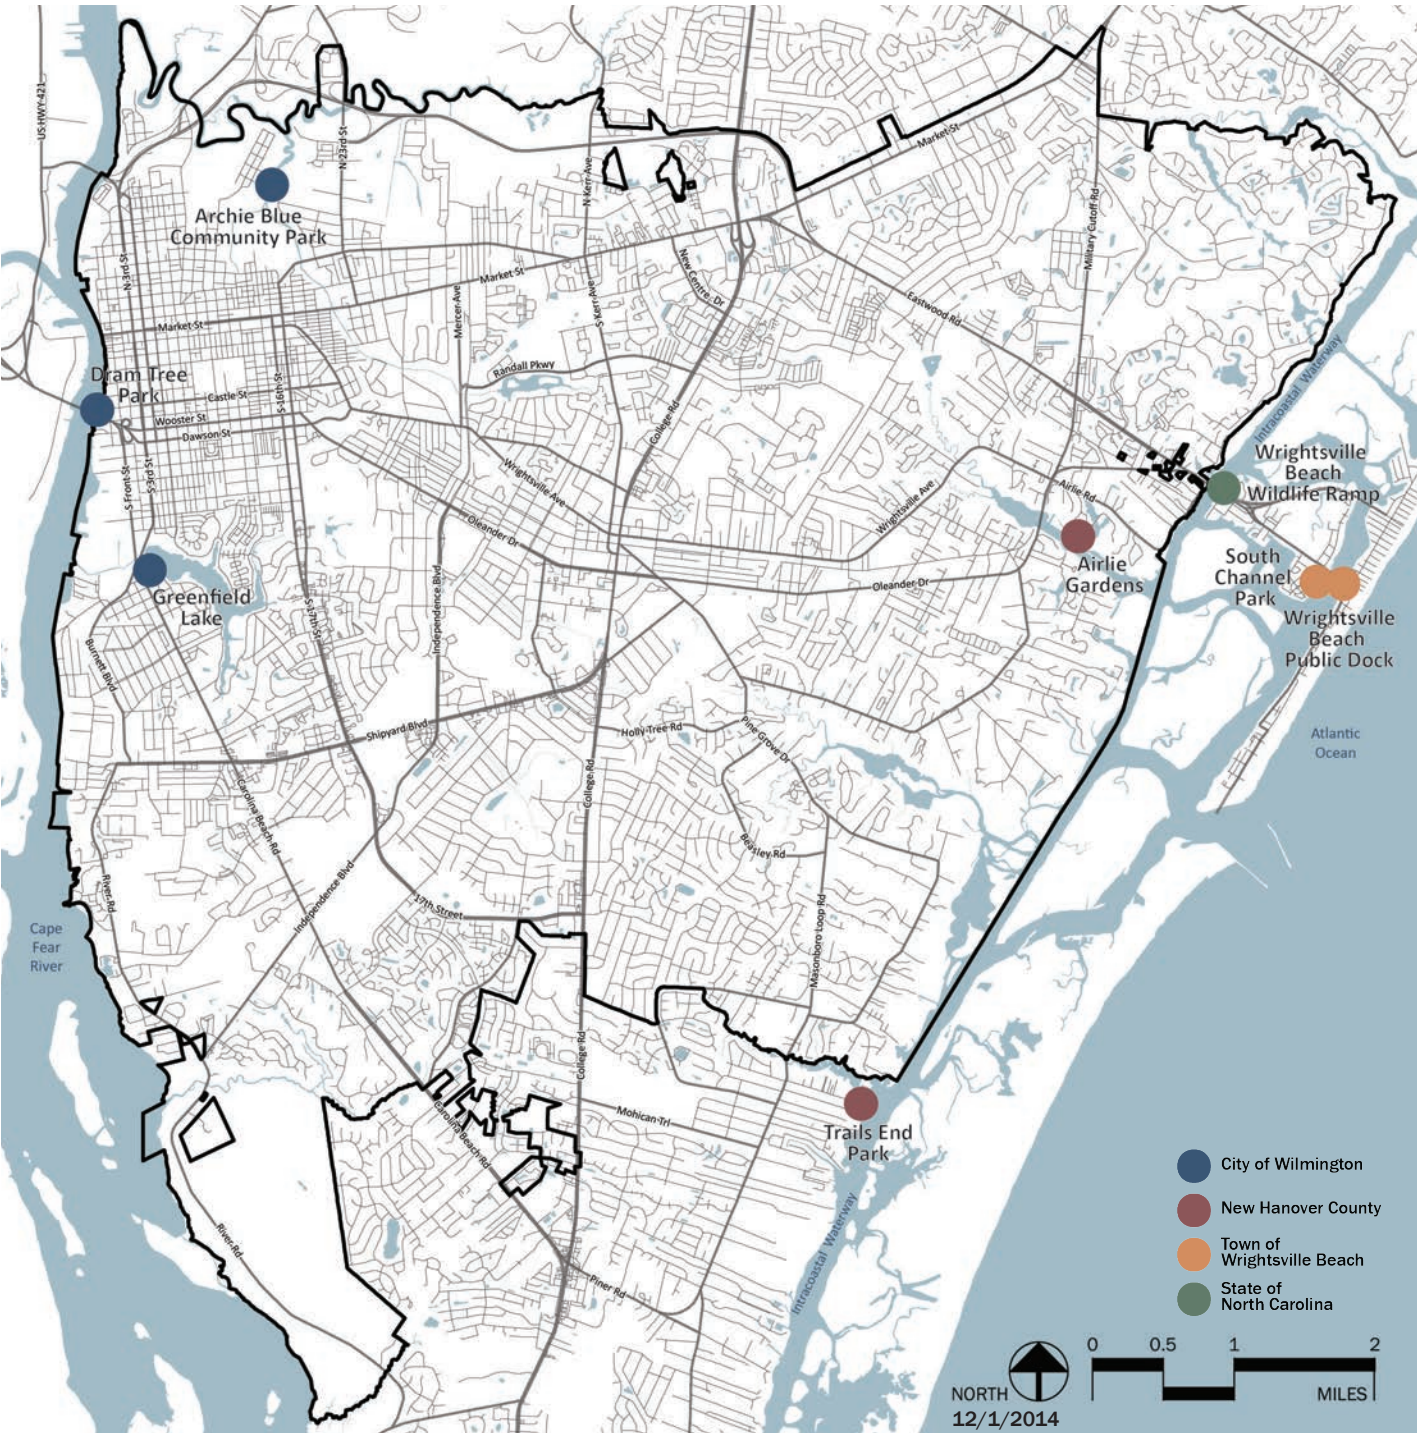 US HWY 421
N 23rd St
N Kerr Ave
Market St
Military Cutoff Rd
Archie Blue
Community Park
N 3rd St
Market St
New Centre Dr
Mercer Ave
S Kerr Ave
Eastwood Rd
Market St
Intracoastal Waterway
Randall Pkwy
Dram Tree
Park
Castle St
S 16th St
Wooster St
Dawson St
College Rd
S Front St
S 3rd St
Wrightsville Ave
Wrightsville Ave
Airlie Rd
Wrightsville
Beach
Wildlife Ramp
Oleander Dr
Airlie
Gardens
South
Channel
Park
Oleander Dr
Greenfield
Lake
S 17th St
Independence Blvd
Wrightsville
Beach
Public Dock
Burnett Blvd
Shipyard Blvd
Holly Tree Rd
Pine Grove Dr
Atlantic
Ocean
College Rd
Carolina Beach Rd
Beasley Rd
River Rd
Independence Blvd
17th Street
Masonboro Loop Rd
Cape
Fear
River
College Rd
Carolina Beach Rd
Mohican Trl
Trails End
Park
Intracoastal Waterway
River Rd
Piner Rd
City of Wilmington
New Hanover County
Town of
Wrightsville Beach
State of
North Carolina
0 0.5 1 2
NORTH
MILES
12/1/2014